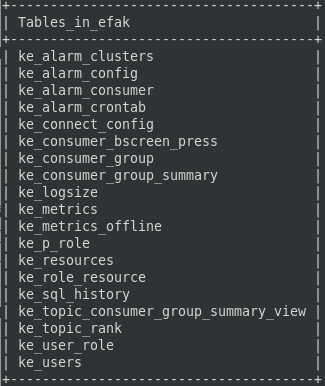 +--------------------------------------+
| Tables_in_efak                       |
+--------------------------------------+
| ke_alarm_clusters                    |
| ke_alarm_config                      |
| ke_alarm_consumer                    |
| ke_alarm_crontab                     |
| ke_connect_config                    |
| ke_consumer_bscreen_press            |
| ke_consumer_group                    |
| ke_consumer_group_summary            |
| ke_logsize                           |
| ke_metrics                           |
| ke_metrics_offline                   |
| ke_p_role                            |
| ke_resources                         |
| ke_role_resource                     |
| ke_sql_history                       |
| ke_topic_consumer_group_summary_view |
| ke_topic_rank                        |
| ke_user_role                         |
| ke_users                             |
+--------------------------------------+